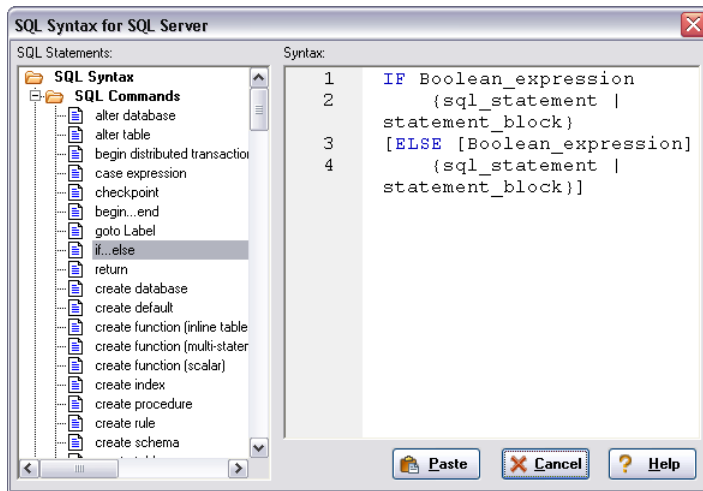 SQL Syntax for SQL Server
SQL Statements:
SQL Syntax
SQL Commands
alter database
alter table
begin distributed transaction
case expression
checkpoint
begin...end
goto Label
if...else
return
create database
create default
create function (inline table
create function (multi-stater
create function (scalar)
create index
create procedure
create rule
create schema
Syntax:
1 IF Boolean_expression
2 {sql_statement |
statement_block}
3 [ELSE [Boolean_expression]
4 {sql_statement |
statement_block}]
Paste
Cancel
Help